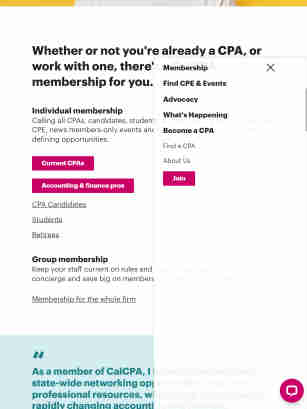 Whether or not you're already a CPA, or
work with one, there'
membership for you.
Individual membership
Calling all CPAs, candidates, student
CPE, news members-only events and
defining opportunities.
Current CPAs
Accounting & finance pros
CPA Candidates
Students
Retirees
Group membership
Keep your staff current on rules and
concierge and save big on members
Membership for the whole firm
As a member of CalCPA, I
state-wide networking opp
professional resources, wi
rapidly changing accounti
Membership
Find CPE & Events
Advocacy
What's Happening
Become a CPA
Find a CPA
About Us
Join